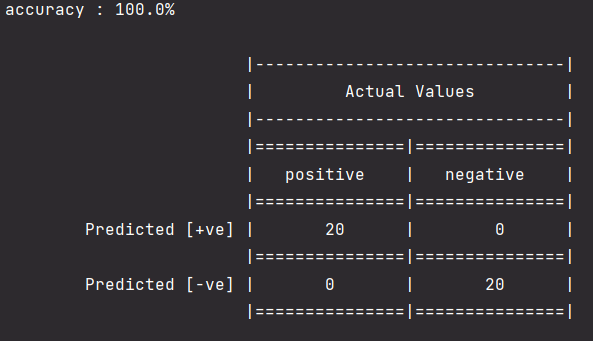 accuracy : 100.0%
|-------------------------------|
| Actual Values |
|-------------------------------|
|===============|===============|
| positive | negative |
|===============|===============|
Predicted [+ve] | 20 | 0 |
|===============|===============|
Predicted [-ve] | 0 | 20 |
|===============|===============|